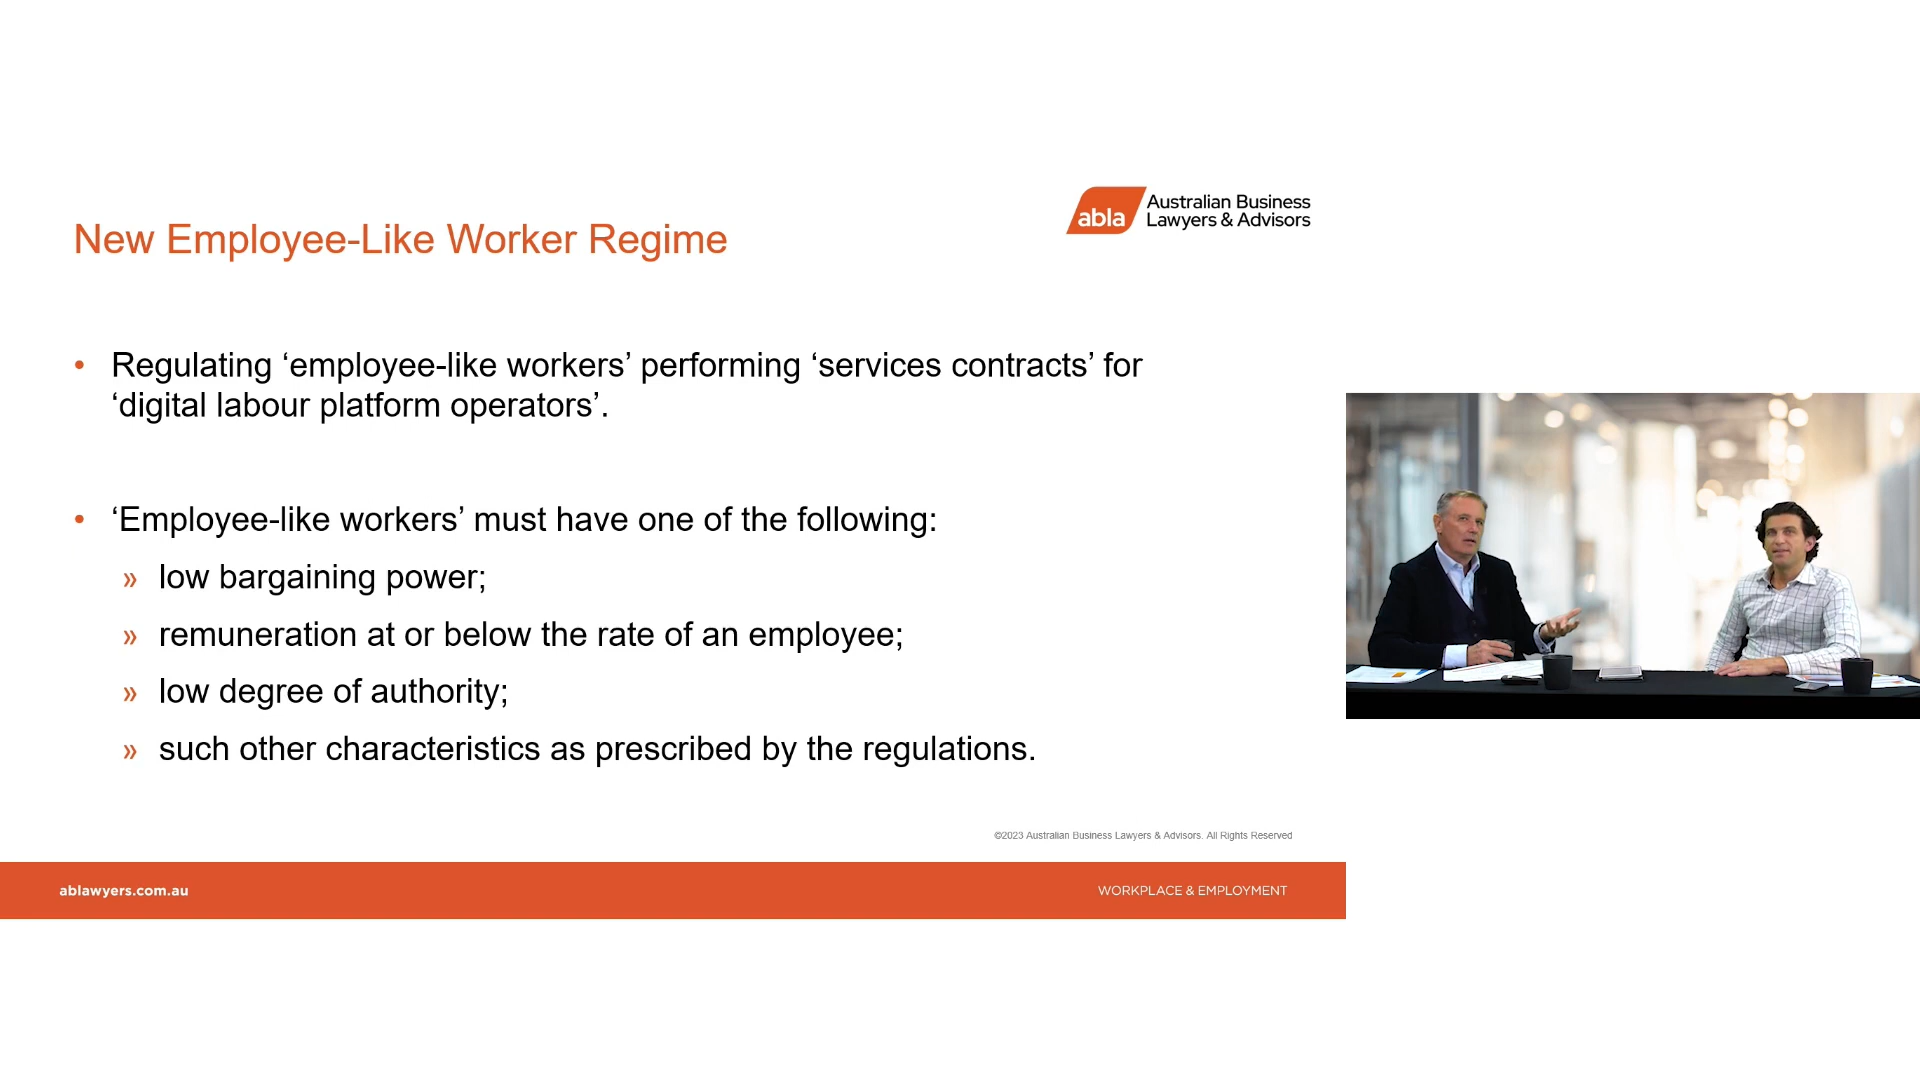 abla
Australian Business
Lawyers & Advisors
New Employee-Like Worker Regime
• Regulating ‘employee-like workers’ performing ‘services contracts’ for
‘digital labour platform operators’.
• ‘Employee-like workers’ must have one of the following:
» low bargaining power;
» remuneration at or below the rate of an employee;
» low degree of authority;
» such other characteristics as prescribed by the regulations.
©2023 Australian Business Lawyers & Advisors. All Rights Reserved
ablawyers.com.au
WORKPLACE & EMPLOYMENT